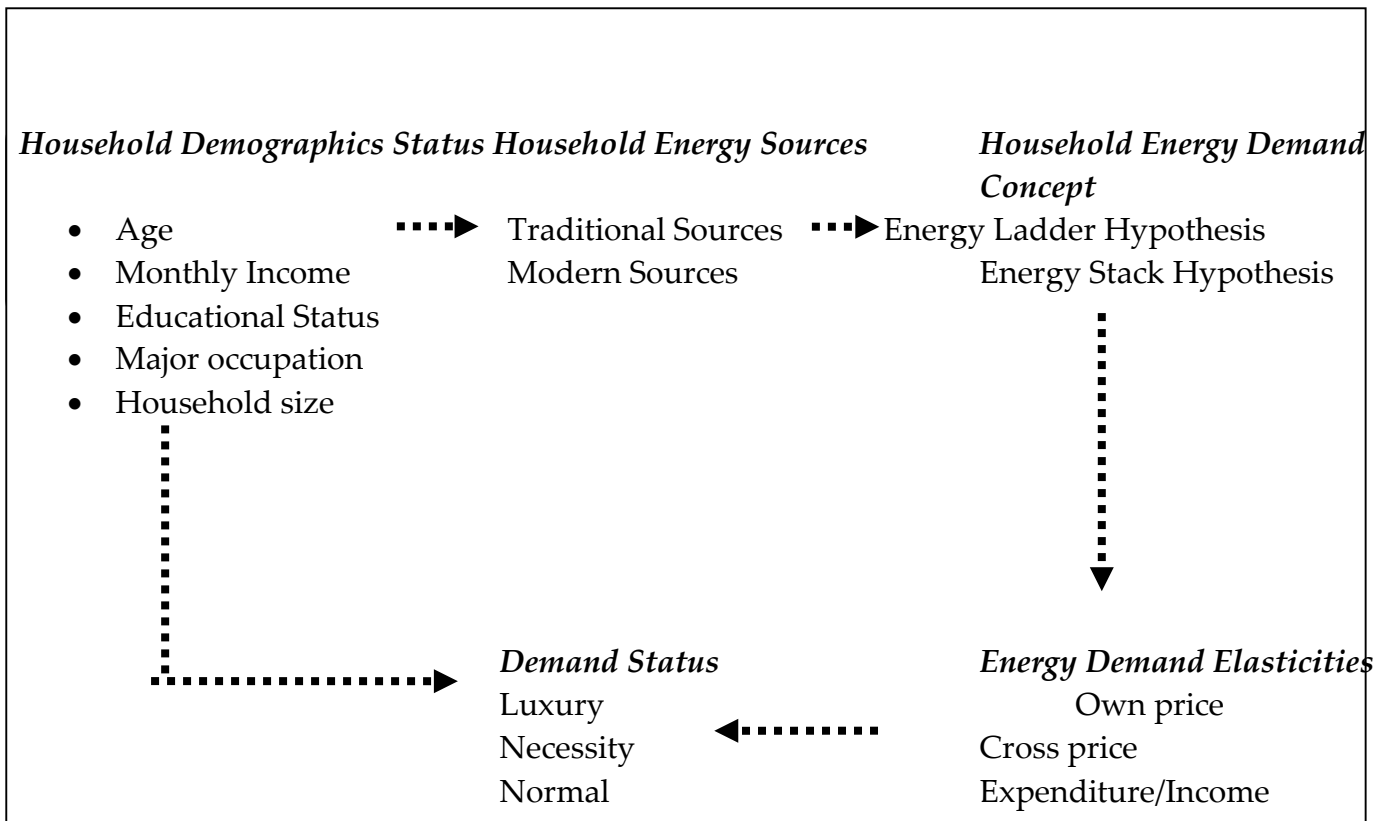 Household Demographics Status
• Age
• Monthly Income
• Educational Status
• Major occupation
• Household size
Household Energy Sources
Traditional Sources
Modern Sources
Household Energy Demand
Concept
Energy Ladder Hypothesis
Energy Stack Hypothesis
Demand Status
Luxury
Necessity
Normal
Energy Demand Elasticities
Own price
Cross price
Expenditure/Income